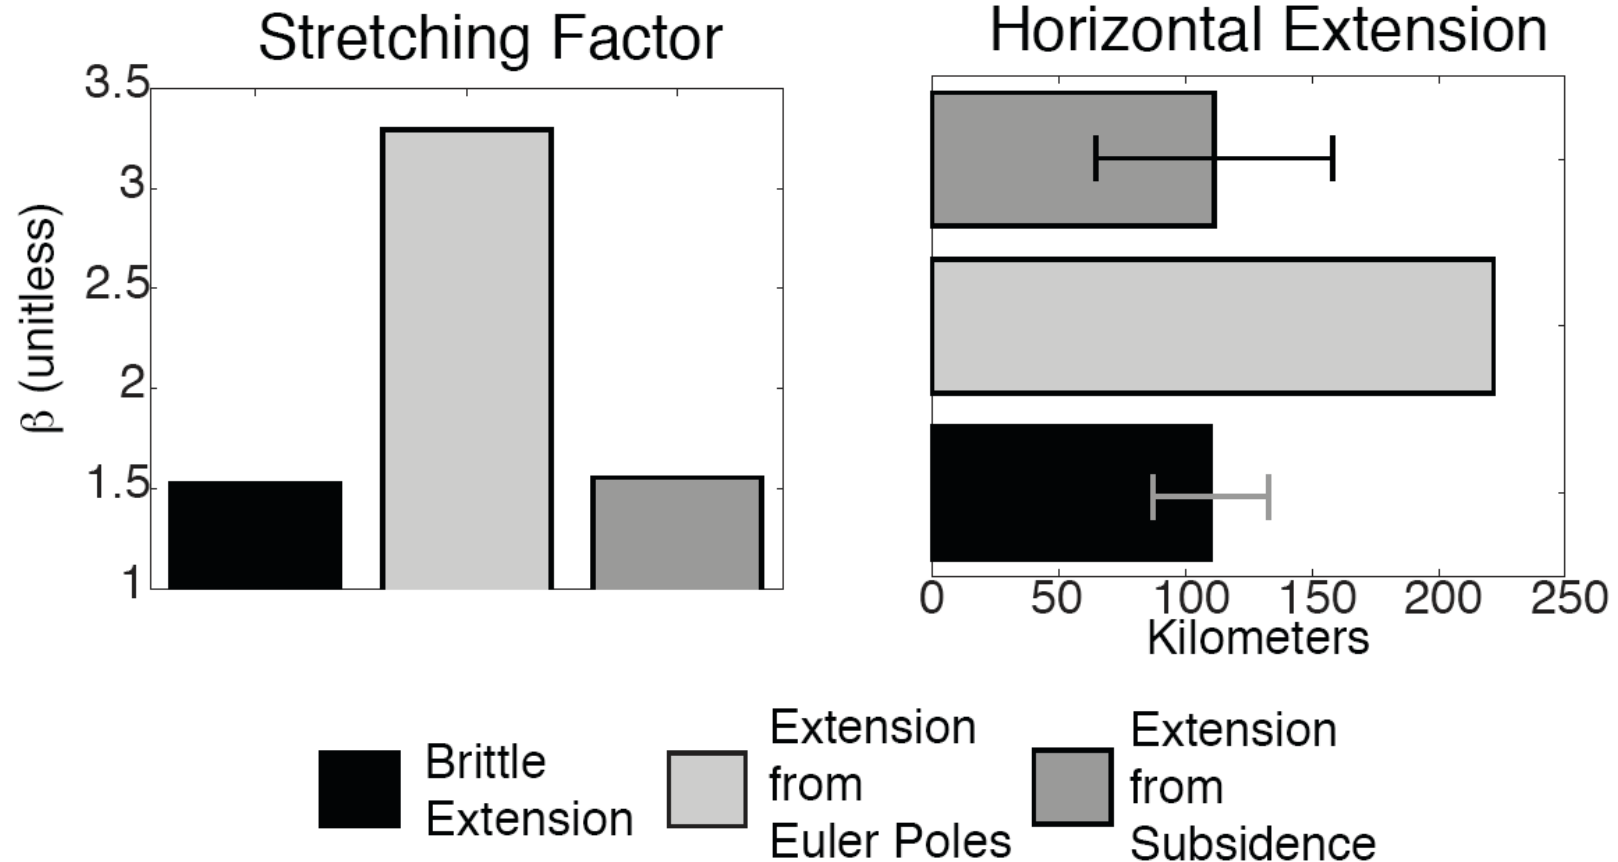 Stretching Factor
3.5
3
2.5
2
1.5
1
β (unitless)
Horizontal Extension
0 50 100 150 200 250
Kilometers
Brittle
Extension
Extension
from
Euler Poles
Extension
from
Subsidence